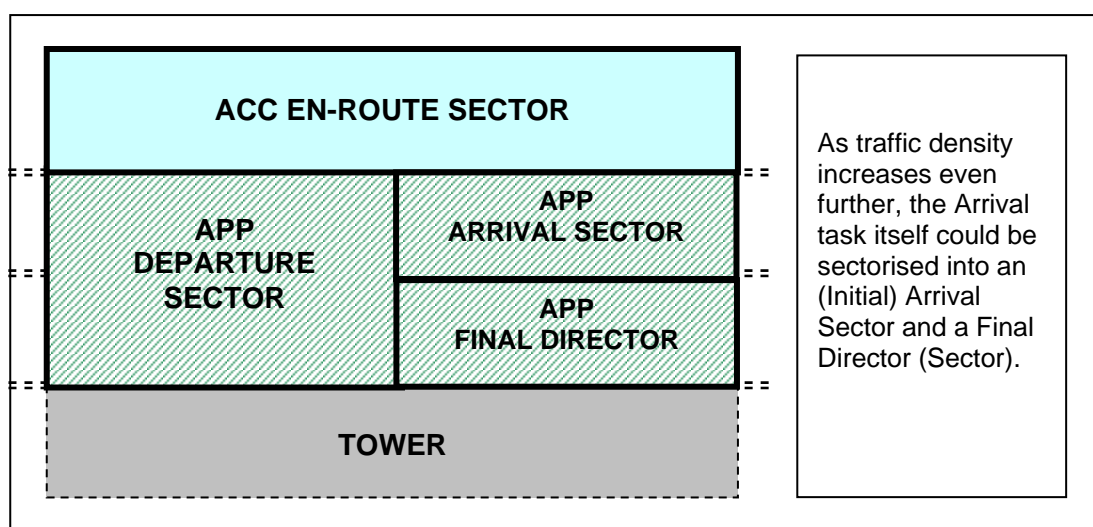 ACC EN-ROUTE SECTOR
APP
DEPARTURE
SECTOR
APP
ARRIVAL SECTOR
APP
FINAL DIRECTOR
TOWER
As traffic density
increases even
further, the Arrival
task itself could be
sectorised into an
(Initial) Arrival
Sector and a Final
Director (Sector).